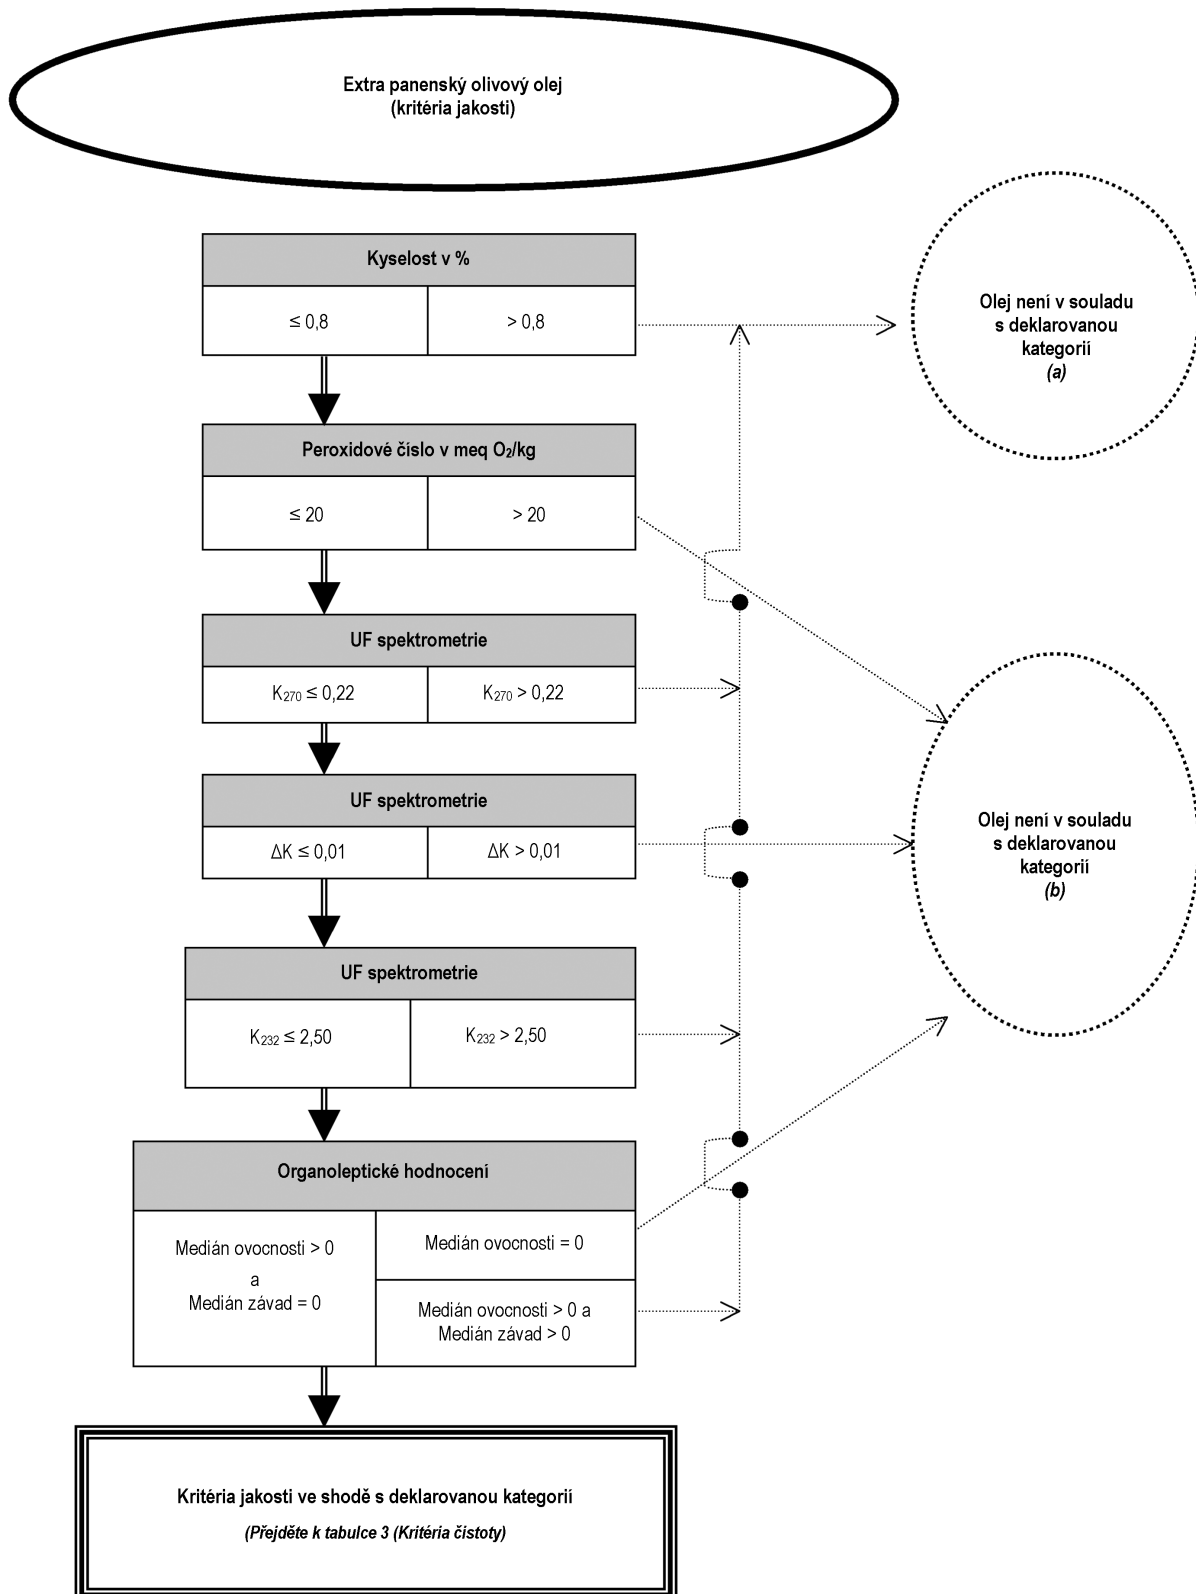 Extra panenský olivový olej
(kritéria jakosti)
Kyselost v %
≤ 0,8
> 0,8
Olej není v souladu
s deklarovanou
kategorií
(a)
Peroxidové číslo v meq O₂/kg
≤ 20
> 20
UF spektrometrie
K₂₇₀ ≤ 0,22
K₂₇₀ > 0,22
UF spektrometrie
ΔK ≤ 0,01
ΔK > 0,01
Olej není v souladu
s deklarovanou
kategorií
(b)
UF spektrometrie
K₂₃₂ ≤ 2,50
K₂₃₂ > 2,50
Organoleptické hodnocení
Medián ovocnosti > 0
a
Medián závad = 0
Medián ovocnosti = 0
Medián ovocnosti > 0 a
Medián závad > 0
Kritéria jakosti ve shodě s deklarovanou kategorií
(Přejděte k tabulce 3 (Kritéria čistoty)